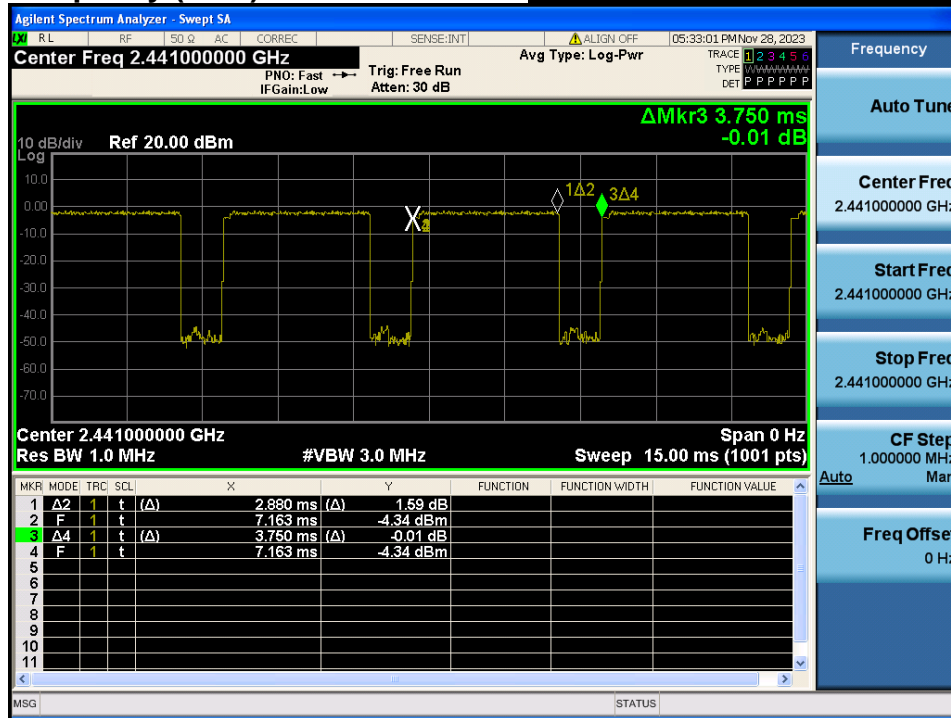 Agilent Spectrum Analyzer - Swept SA
LXI RL RF 50 Ω AC CORREC SENSE:INT ALIGN OFF 05:33:01 PM Nov 28, 2023
Center Freq 2.441000000 GHz Avg Type: Log-Pwr TRACE 1 2 3 4 5 6
PNO: Fast Trig: Free Run TYPE WWWWWW
IFGain:Low Atten: 30 dB DET P P P P P P
ΔMkr3 3.750 ms
10 dB/div Ref 20.00 dBm -0.01 dB
Log
10.0
0.00
-10.0
-20.0
-30.0
-40.0
-50.0
-60.0
-70.0
1Δ2
3Δ4
Center 2.441000000 GHz Span 0 Hz
Res BW 1.0 MHz #VBW 3.0 MHz Sweep 15.00 ms (1001 pts)
MKR MODE TRC SCL X Y FUNCTION FUNCTION WIDTH FUNCTION VALUE
1 Δ2 1 t (Δ) 2.880 ms (Δ) 1.59 dB
2 F 1 t 7.163 ms -4.34 dBm
3 Δ4 1 t (Δ) 3.750 ms (Δ) -0.01 dB
4 F 1 t 7.163 ms -4.34 dBm
5
6
7
8
9
10
11
MSG STATUS
Frequency
Auto Tune
Center Freq
2.441000000 GHz
Start Freq
2.441000000 GHz
Stop Freq
2.441000000 GHz
CF Step
1.000000 MHz
Auto Man
Freq Offset
0 Hz